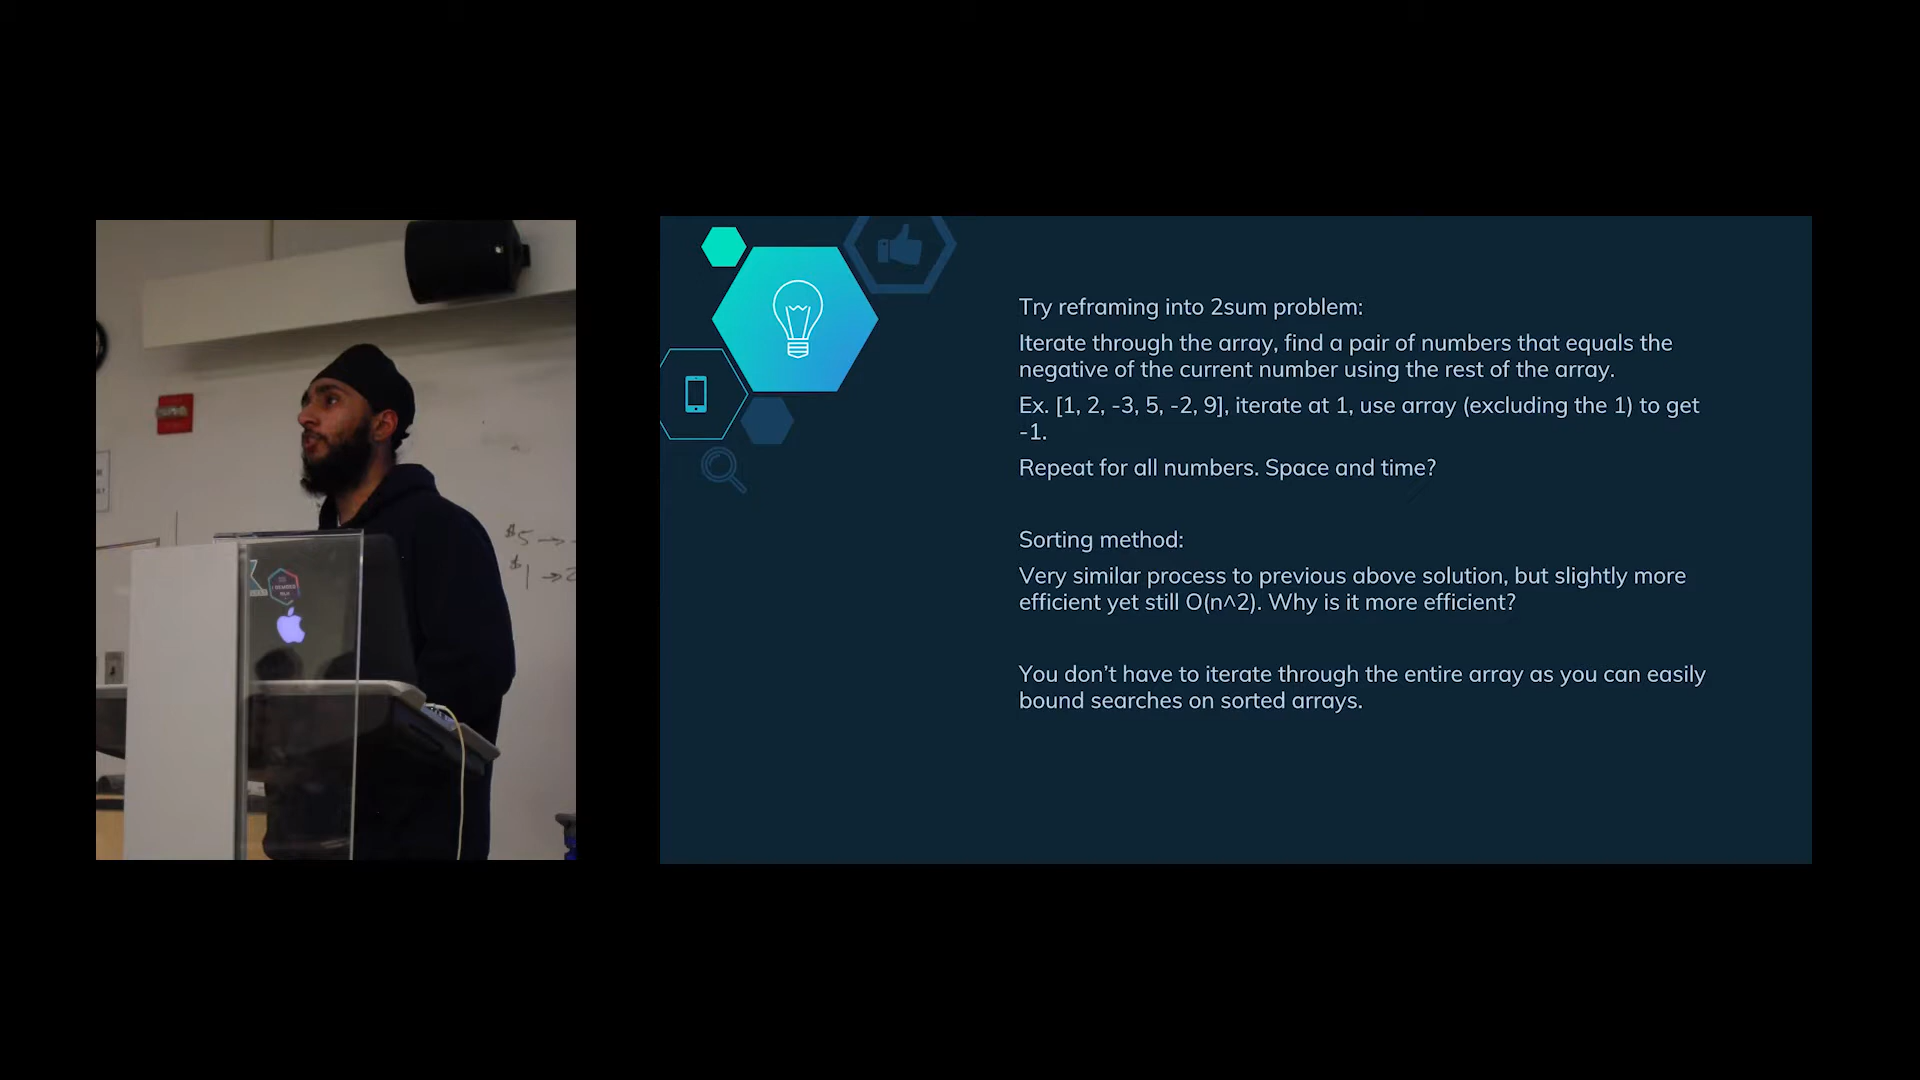 $5 →
$1 → 2
Try reframing into 2sum problem:
Iterate through the array, find a pair of numbers that equals the
negative of the current number using the rest of the array.
Ex. [1, 2, -3, 5, -2, 9], iterate at 1, use array (excluding the 1) to get
-1.
Repeat for all numbers. Space and time?
Sorting method:
Very similar process to previous above solution, but slightly more
efficient yet still O(n^2). Why is it more efficient?
You don’t have to iterate through the entire array as you can easily
bound searches on sorted arrays.